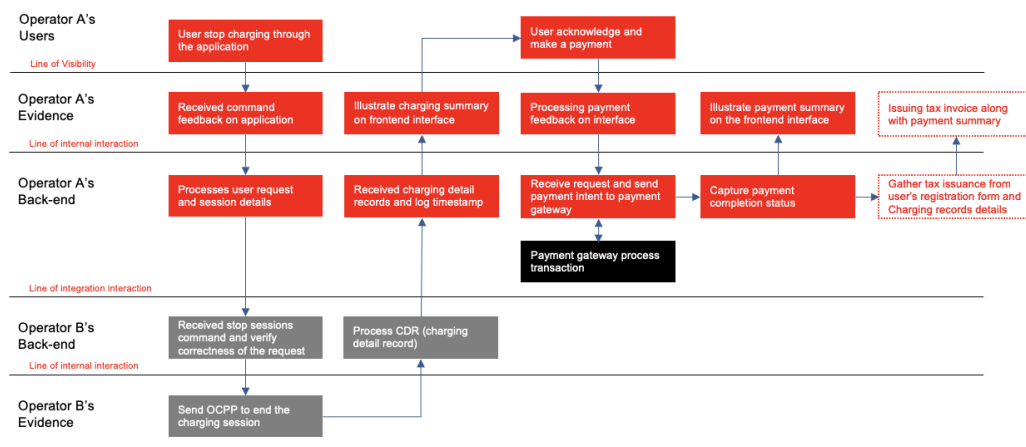 Operator A's
Users
User stop charging through
the application
User acknowledge and
make a payment
Line of Visibility
Operator A's
Evidence
Received command
feedback on application
Illustrate charging summary
on frontend interface
Processing payment
feedback on interface
Illustrate payment summary
on the frontend interface
Issuing tax invoice along
with payment summary
Line of internal interaction
Operator A's
Back-end
Processes user request
and session details
Received charging detail
records and log timestamp
Receive request and send
payment intent to payment
gateway
Capture payment
completion status
Gather tax issuance from
user's registration form and
Charging records details
Payment gateway process
transaction
Line of integration interaction
Operator B's
Back-end
Received stop sessions
command and verify
correctness of the request
Process CDR (charging
detail record)
Line of internal interaction
Operator B's
Evidence
Send OCPP to end the
charging session